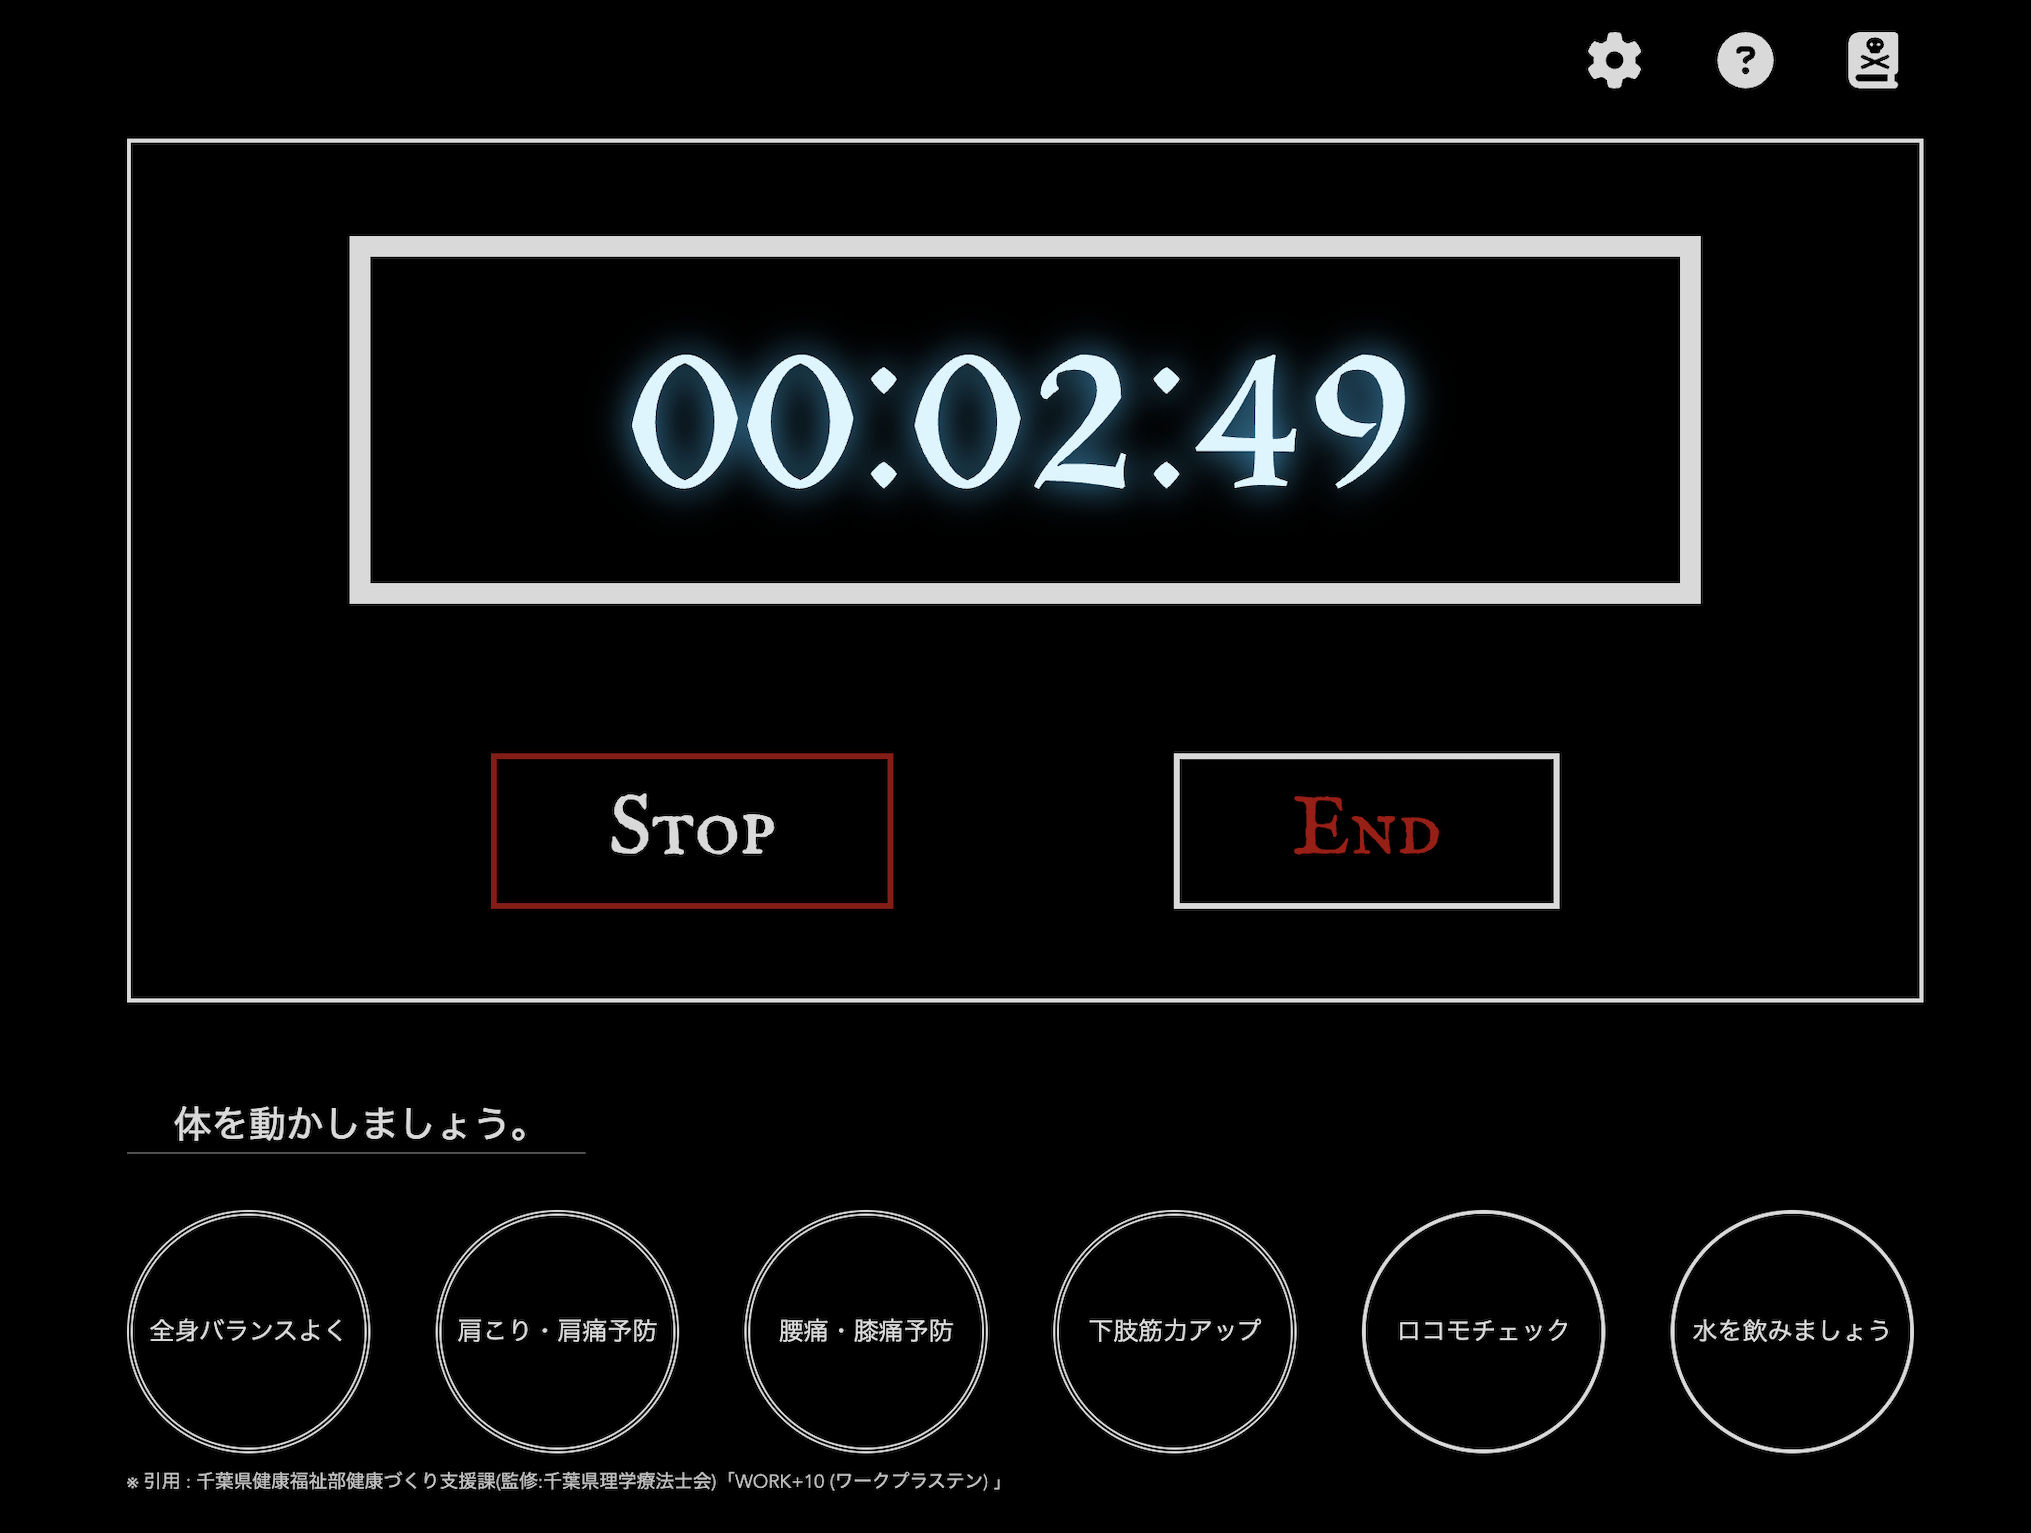 ?
00:02:49
Stop
End
体を動かしましょう。
全身バランスよく
肩こり・肩痛予防
腰痛・膝痛予防
下肢筋力アップ
ロコモチェック
水を飲みましょう
※ 引用 : 千葉県健康福祉部健康づくり支援課(監修:千葉県理学療法士会)「WORK+10 (ワークプラステン) 」